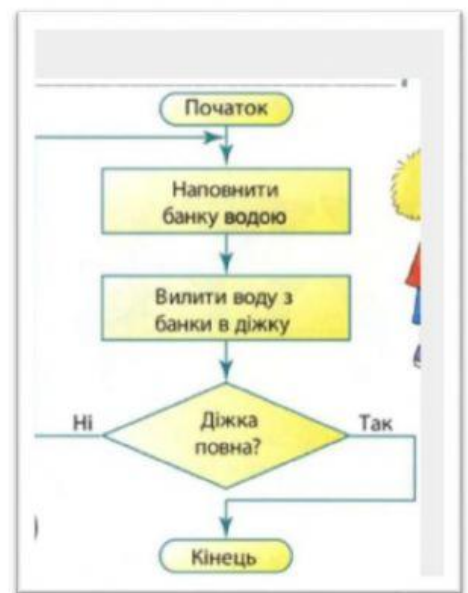 Початок
Наповнити
банку водою
Вилити воду з
банки в діжку
Ні
Діжка
повна?
Так
Кінець